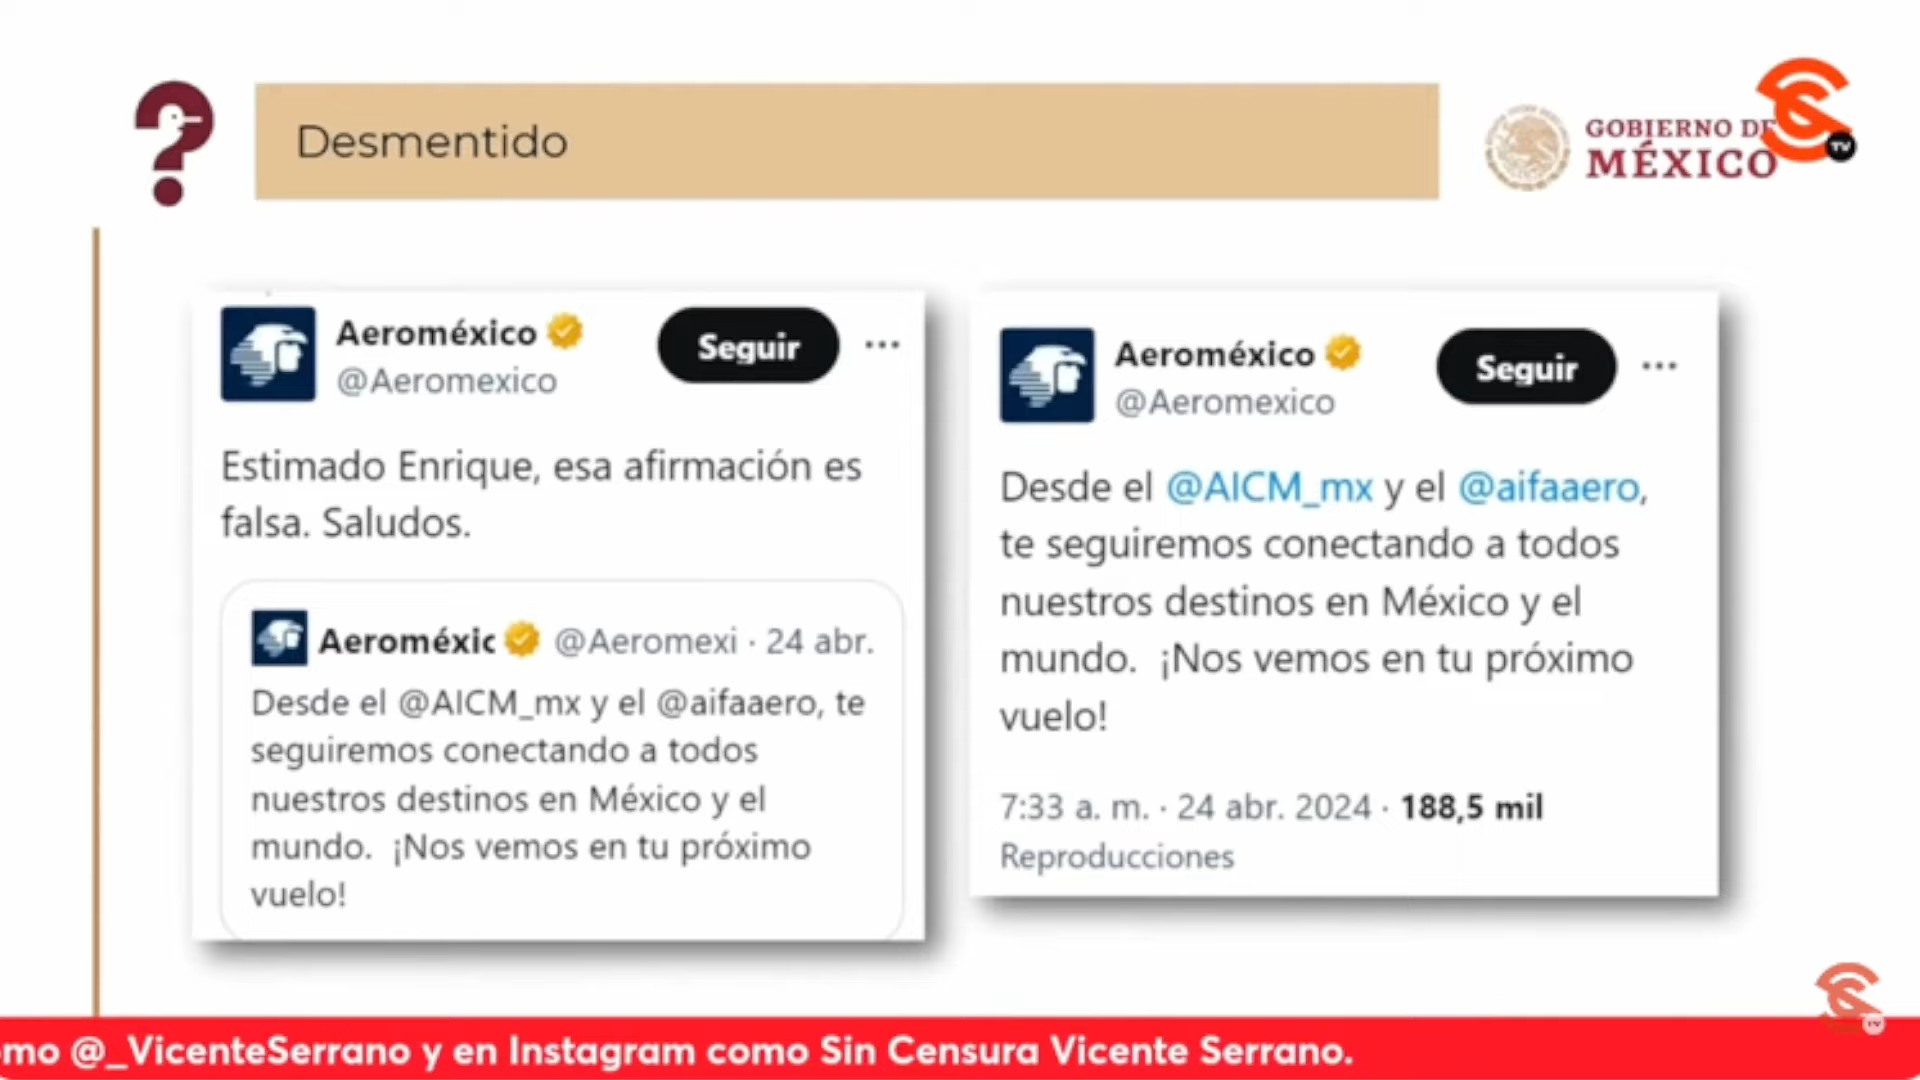 Desmentido
GOBIERNO DE
MÉXICO
TV
Aeroméxico
@Aeromexico
Seguir
Estimado Enrique, esa afirmación es
falsa. Saludos.
Aeroméxic @Aeromexi · 24 abr.
Desde el @AICM_mx y el @aifaaero, te
seguiremos conectando a todos
nuestros destinos en México y el
mundo. ¡Nos vemos en tu próximo
vuelo!
Aeroméxico
@Aeromexico
Seguir
Desde el @AICM_mx y el @aifaaero,
te seguiremos conectando a todos
nuestros destinos en México y el
mundo. ¡Nos vemos en tu próximo
vuelo!
7:33 a. m. · 24 abr. 2024 · 188,5 mil
Reproducciones
TV
omo @_VicenteSerrano y en Instagram como Sin Censura Vicente Serrano.